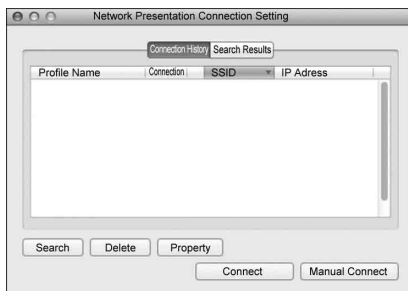 Network Presentation Connection Setting
Connection History Search Results
Profile Name Connection SSID IP Adress
Search Delete Property
Connect Manual Connect